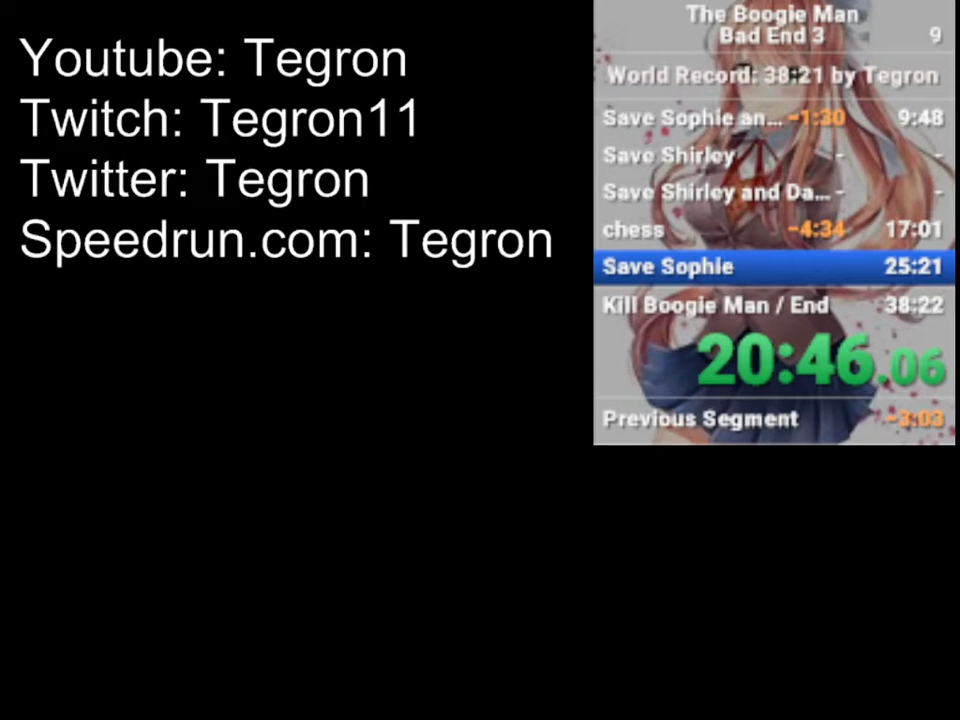 Youtube: Tegron
Twitch: Tegron11
Twitter: Tegron
Speedrun.com: Tegron
The Boogie Man
Bad End 3 9
World Record: 38:21 by Tegron
Save Sophie an... -1:30 9:48
Save Shirley - -
Save Shirley and Da... - -
chess -4:34 17:01
Save Sophie 25:21
Kill Boogie Man / End 38:22
20:46.06
Previous Segment -3:03